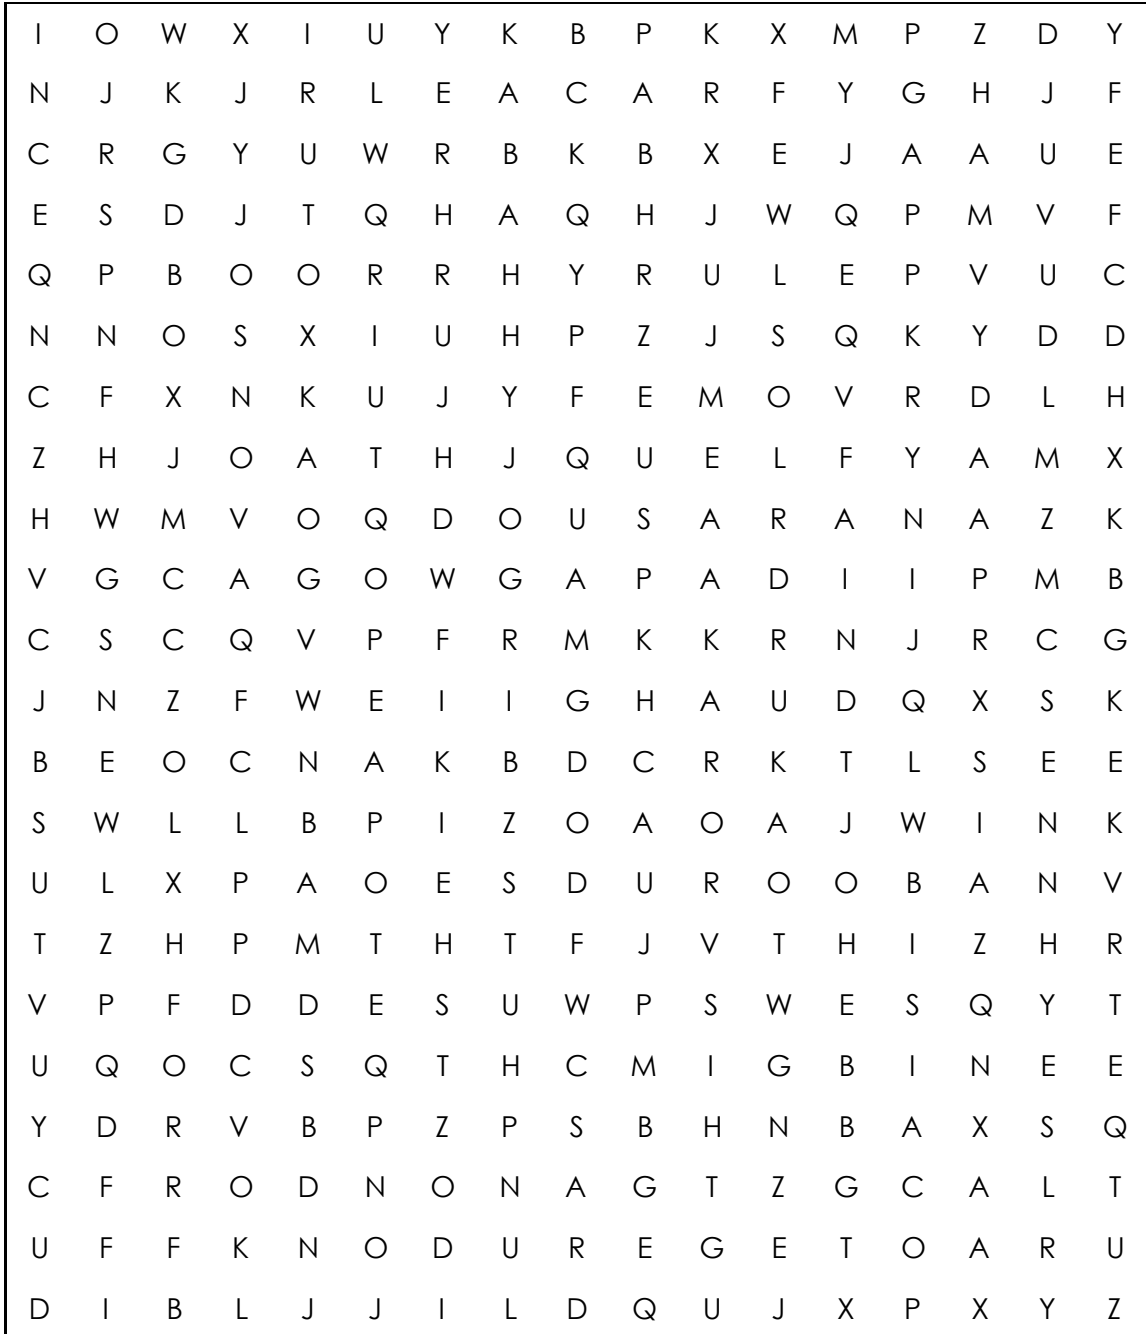 I O W X I U Y K B P K X M P Z D Y
N J K J R L E A C A R F Y G H J F
C R G Y U W R B K B X E J A A U E
E S D J T Q H A Q H J W Q P M V F
Q P B O O R R H Y R U L E P V U C
N N O S X I U H P Z J S Q K Y D D
C F X N K U J Y F E M O V R D L H
Z H J O A T H J Q U E L F Y A M X
H W M V O Q D O U S A R A N A Z K
V G C A G O W G A P A D I I P M B
C S C Q V P F R M K K R N J R C G
J N Z F W E I I G H A U D Q X S K
B E O C N A K B D C R K T L S E E
S W L L B P I Z O A O A J W I N K
U L X P A O E S D U R O O B A N V
T Z H P M T H T F J V T H I Z H R
V P F D D E S U W P S W E S Q Y T
U Q O C S Q T H C M I G B I N E E
Y D R V B P Z P S B H N B A X S Q
C F R O D N O N A G T Z G C A L T
U F F K N O D U R E G E T O A R U
D I B L J J I L D Q U J X P X Y Z